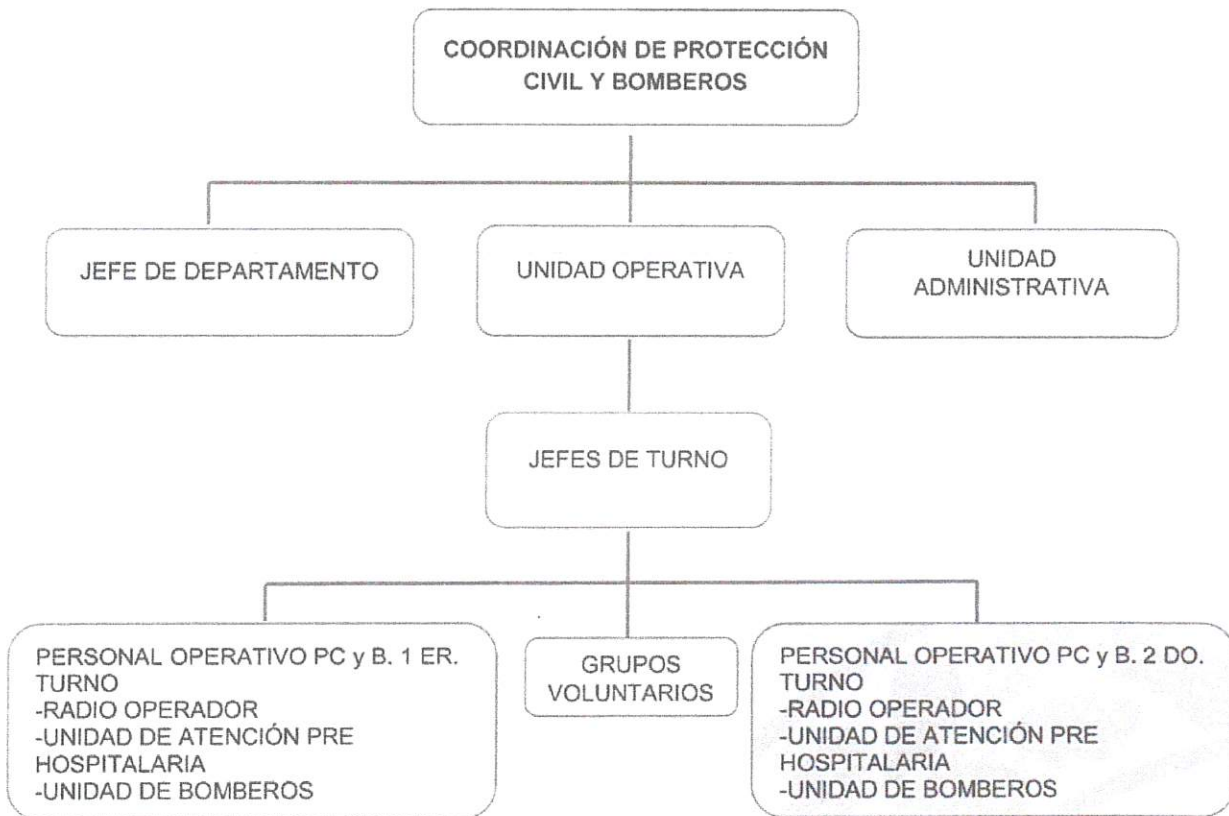 COORDINACIÓN DE PROTECCIÓN
CIVIL Y BOMBEROS
JEFE DE DEPARTAMENTO
UNIDAD OPERATIVA
UNIDAD
ADMINISTRATIVA
JEFES DE TURNO
PERSONAL OPERATIVO PC y B. 1 ER.
TURNO
-RADIO OPERADOR
-UNIDAD DE ATENCIÓN PRE
HOSPITALARIA
-UNIDAD DE BOMBEROS
GRUPOS
VOLUNTARIOS
PERSONAL OPERATIVO PC y B. 2 DO.
TURNO
-RADIO OPERADOR
-UNIDAD DE ATENCIÓN PRE
HOSPITALARIA
-UNIDAD DE BOMBEROS